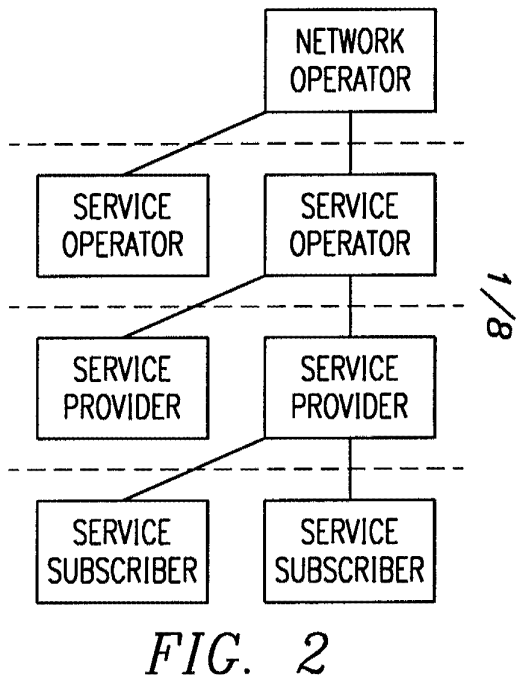 NETWORK
OPERATOR
SERVICE
OPERATOR
SERVICE
OPERATOR
1/8
SERVICE
PROVIDER
SERVICE
PROVIDER
SERVICE
SUBSCRIBER
SERVICE
SUBSCRIBER
FIG. 2